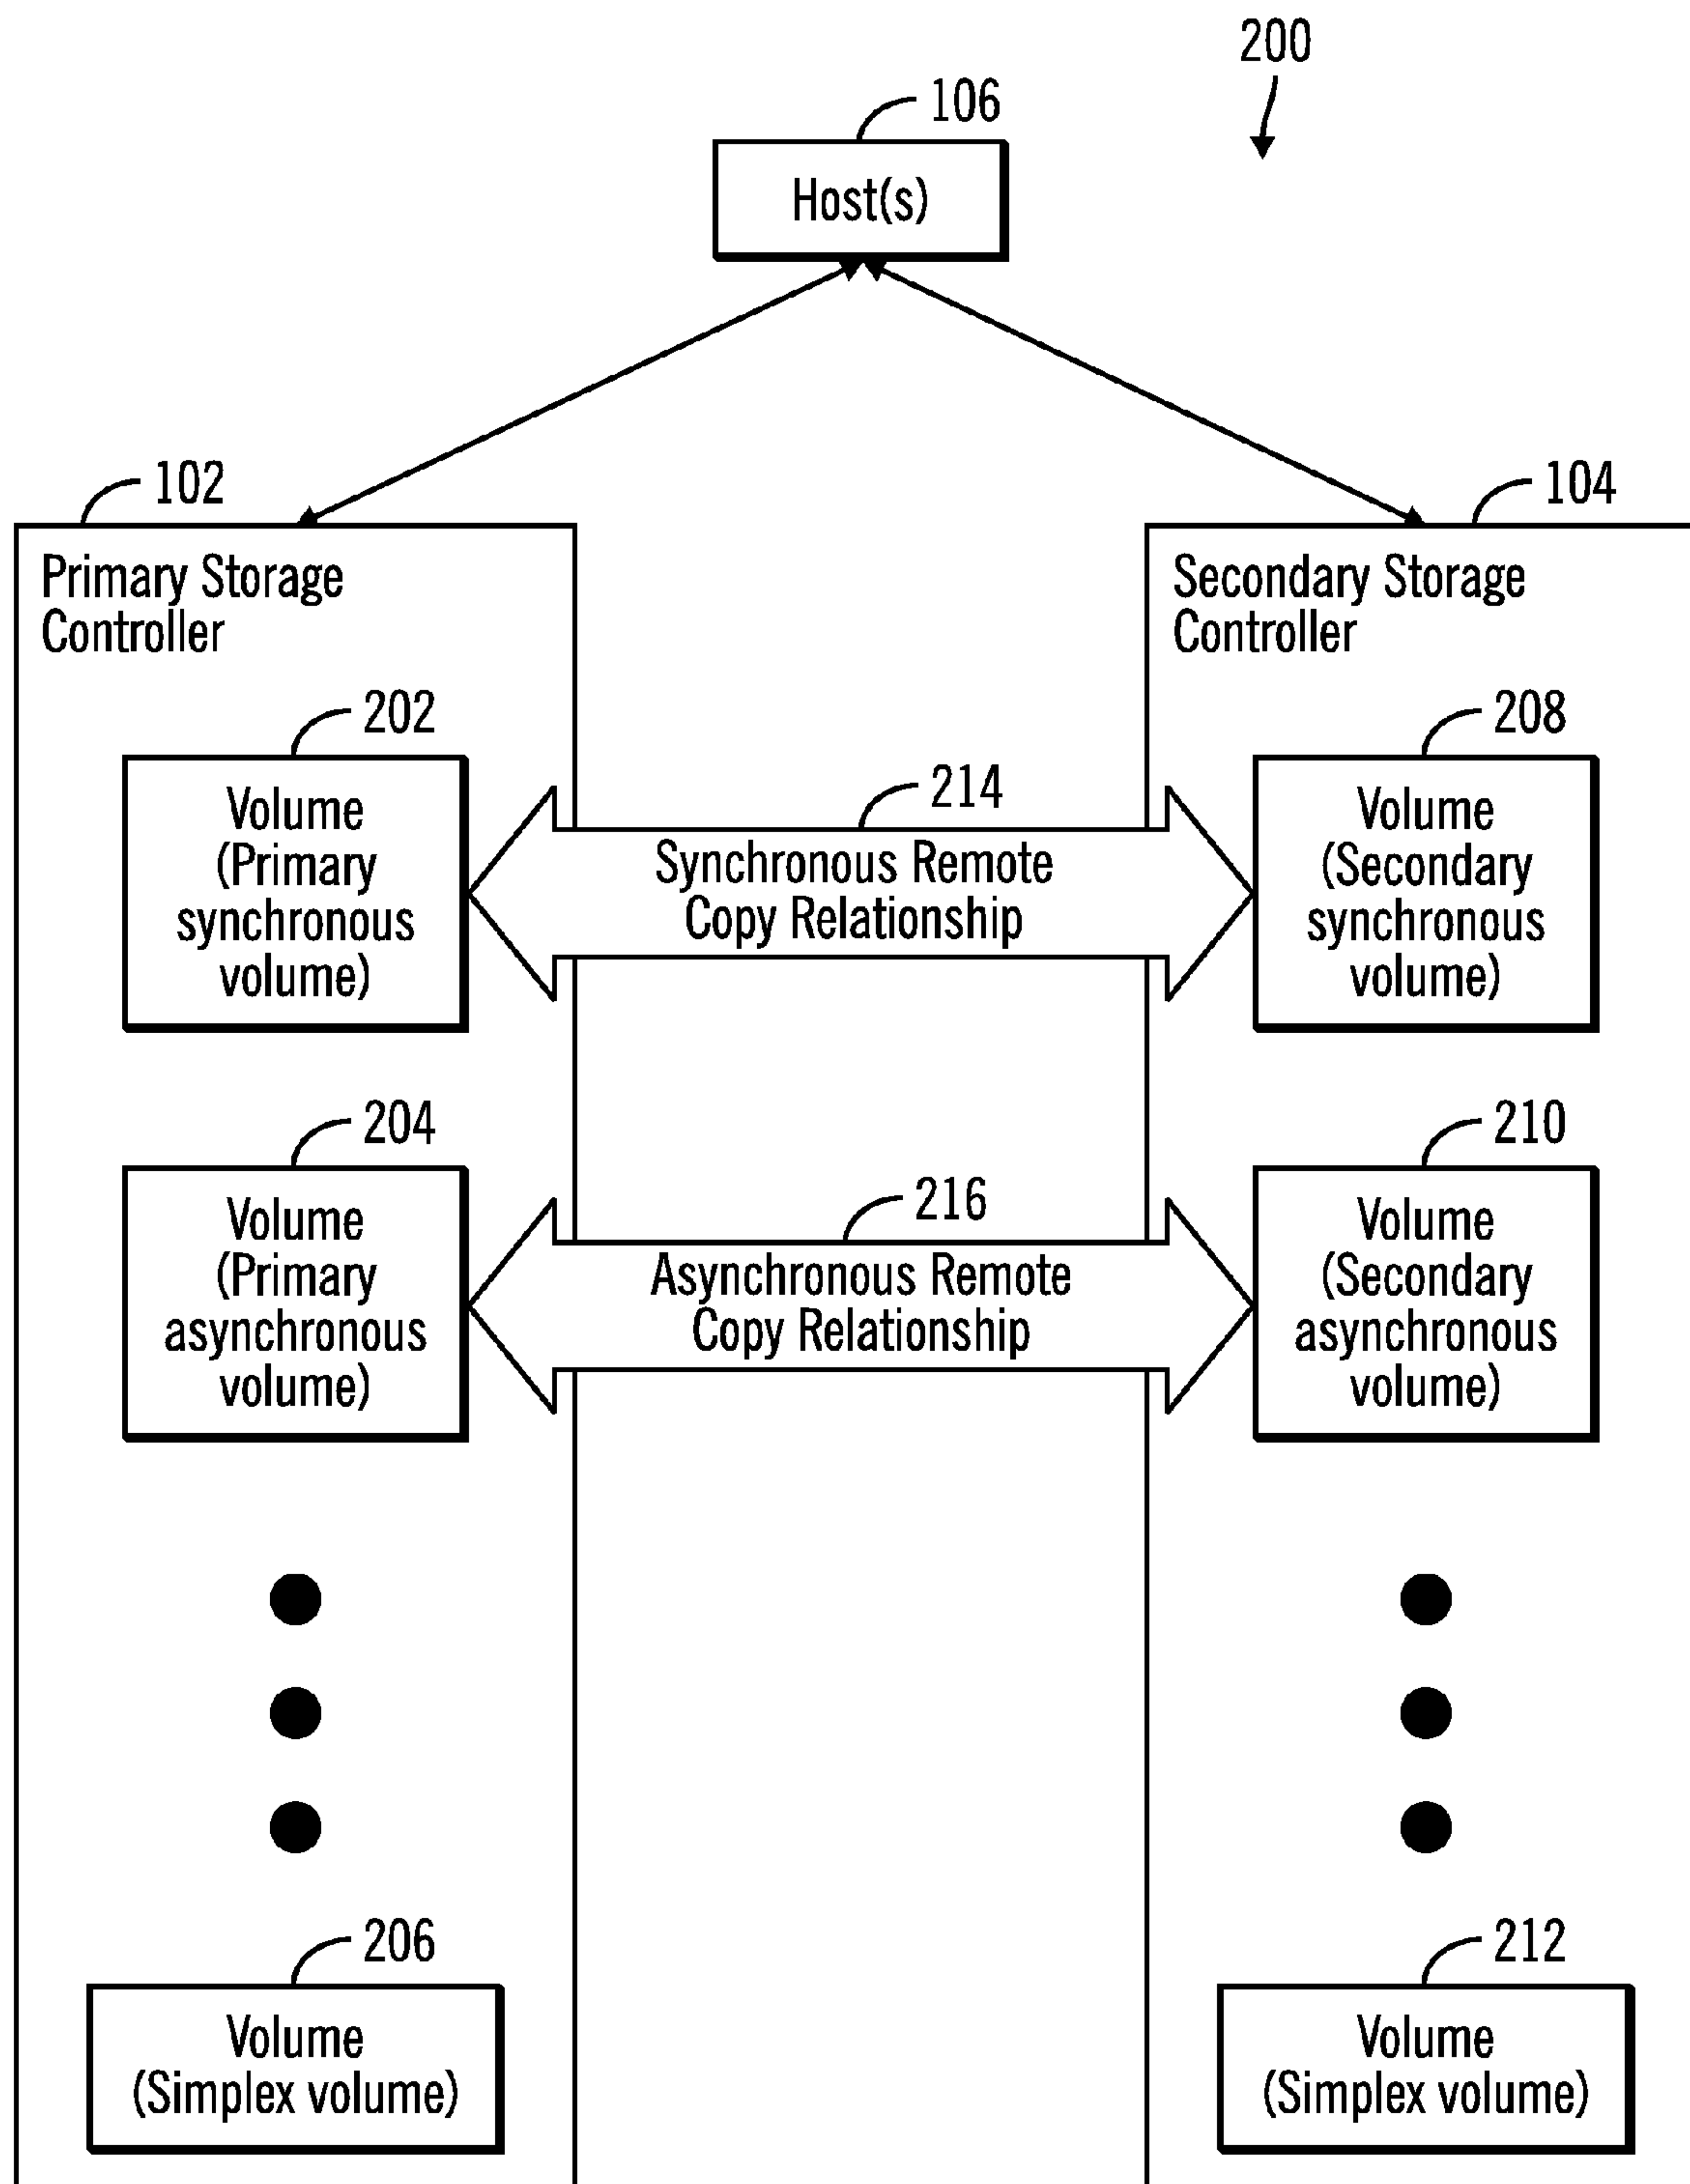 200
106
Host(s)
102
104
Primary Storage
Controller
Secondary Storage
Controller
202
208
Volume
(Primary
synchronous
volume)
214
Synchronous Remote
Copy Relationship
Volume
(Secondary
synchronous
volume)
204
210
Volume
(Primary
asynchronous
volume)
216
Asynchronous Remote
Copy Relationship
Volume
(Secondary
asynchronous
volume)
206
212
Volume
(Simplex volume)
Volume
(Simplex volume)